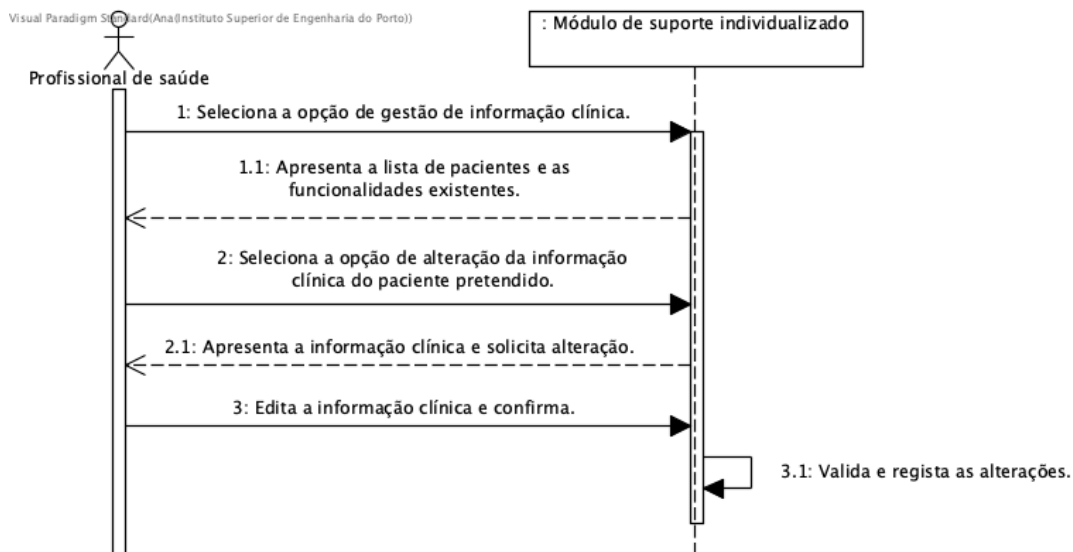 Visual Paradigm Standard(Ana(Instituto Superior de Engenharia do Porto))
: Módulo de suporte individualizado
Profissional de saúde
1: Seleciona a opção de gestão de informação clínica.
1.1: Apresenta a lista de pacientes e as
funcionalidades existentes.
2: Seleciona a opção de alteração da informação
clínica do paciente pretendido.
2.1: Apresenta a informação clínica e solicita alteração.
3: Edita a informação clínica e confirma.
3.1: Valida e regista as alterações.